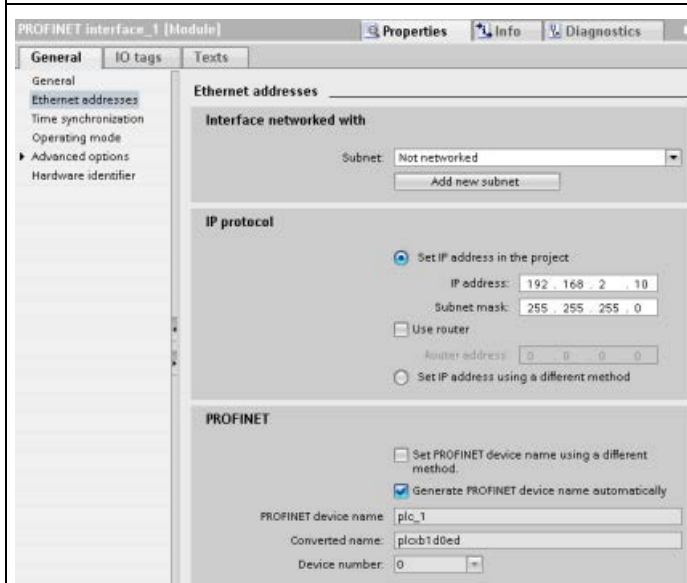 PROFINET interface_1 [Module]
Properties
Info
Diagnostics
General
IO tags
Texts
General
Ethernet addresses
Time synchronization
Operating mode
Advanced options
Hardware identifier
Ethernet addresses
Interface networked with
Subnet: Not networked
Add new subnet
IP protocol
Set IP address in the project
IP address: 192 . 168 . 2 . 10
Subnet mask: 255 . 255 . 255 . 0
Use router
Router address: 0 . 0 . 0 . 0
Set IP address using a different method
PROFINET
Set PROFINET device name using a different
method.
Generate PROFINET device name automatically
PROFINET device name plc_1
Converted name: plcxb1d0ed
Device number: 0